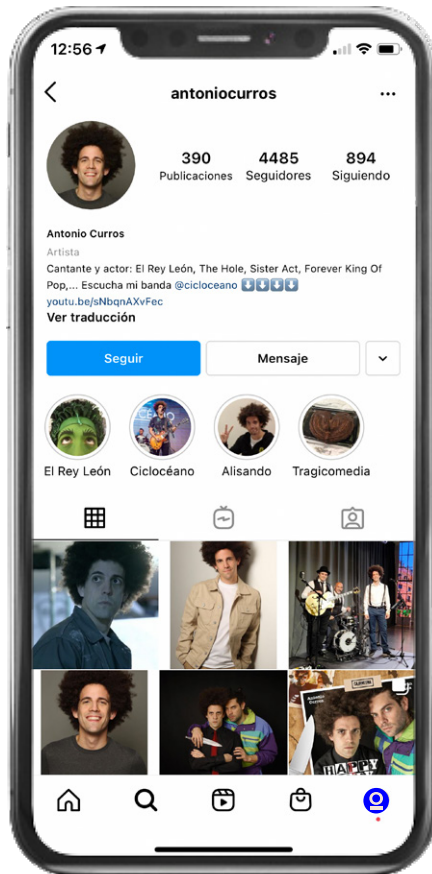 12:56
antoniocurros
390 4485 894
Publicaciones Seguidores Siguiendo
Antonio Curros
Artista
Cantante y actor: El Rey León, The Hole, Sister Act, Forever King Of
Pop,... Escucha mi banda @cicloceano ⬇️⬇️⬇️⬇️
youtu.be/sNbqnAXvFec
Ver traducción
Seguir Mensaje
El Rey León Ciclocéano Alisando Tragicomedia
HAPPY